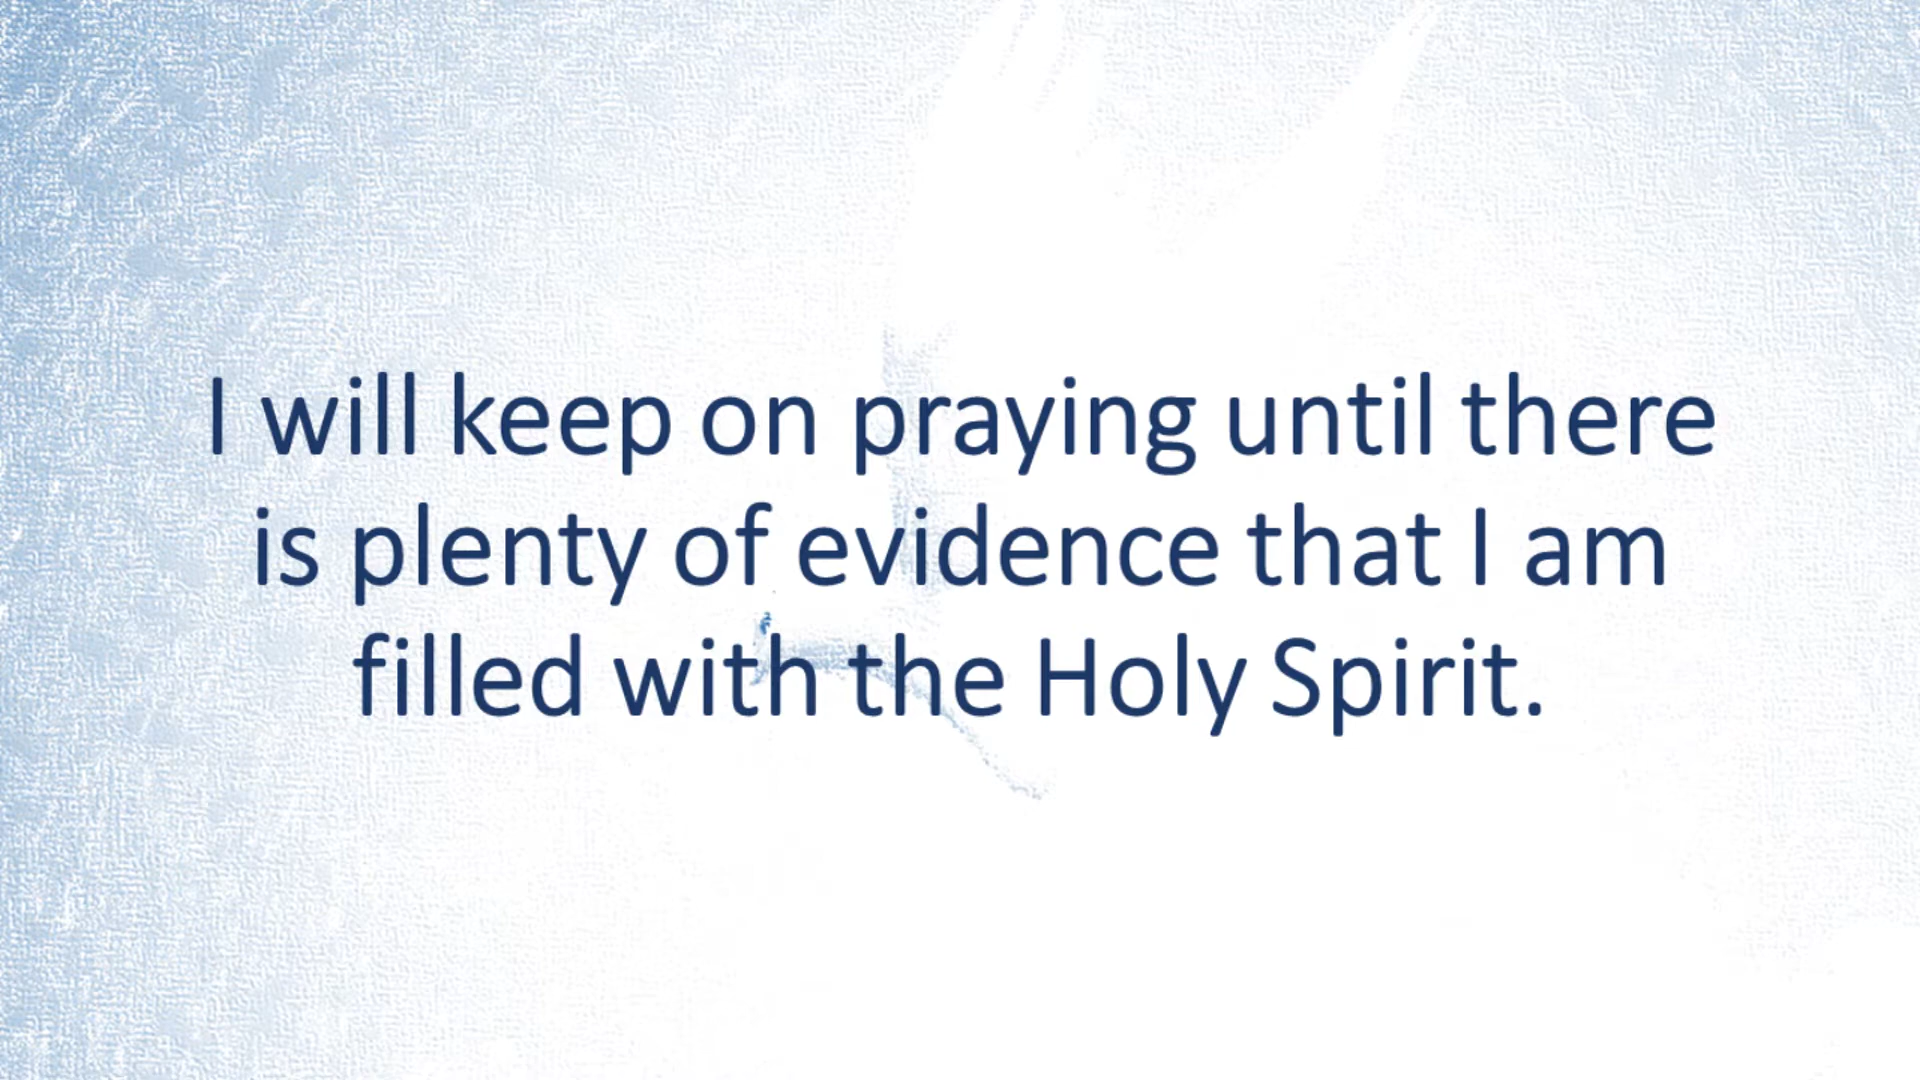 I will keep on praying until there
is plenty of evidence that I am
filled with the Holy Spirit.